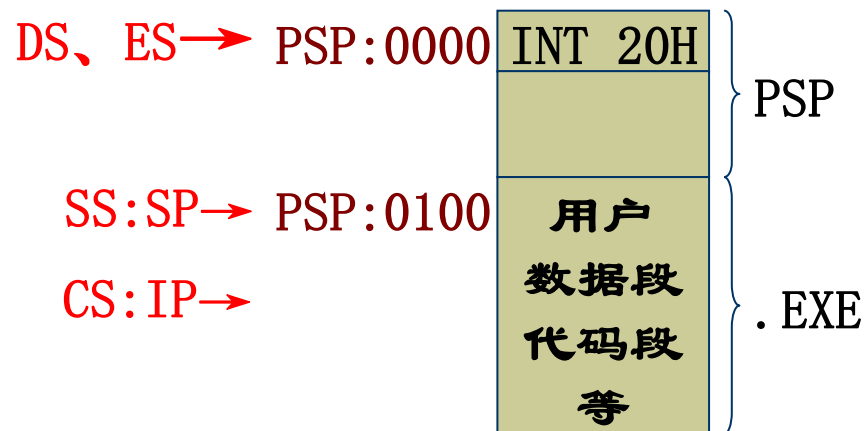 DS、ES PSP:0000 INT 20H
PSP
SS:SP PSP:0100 用户
数据段
CS:IP
.EXE
代码段
等